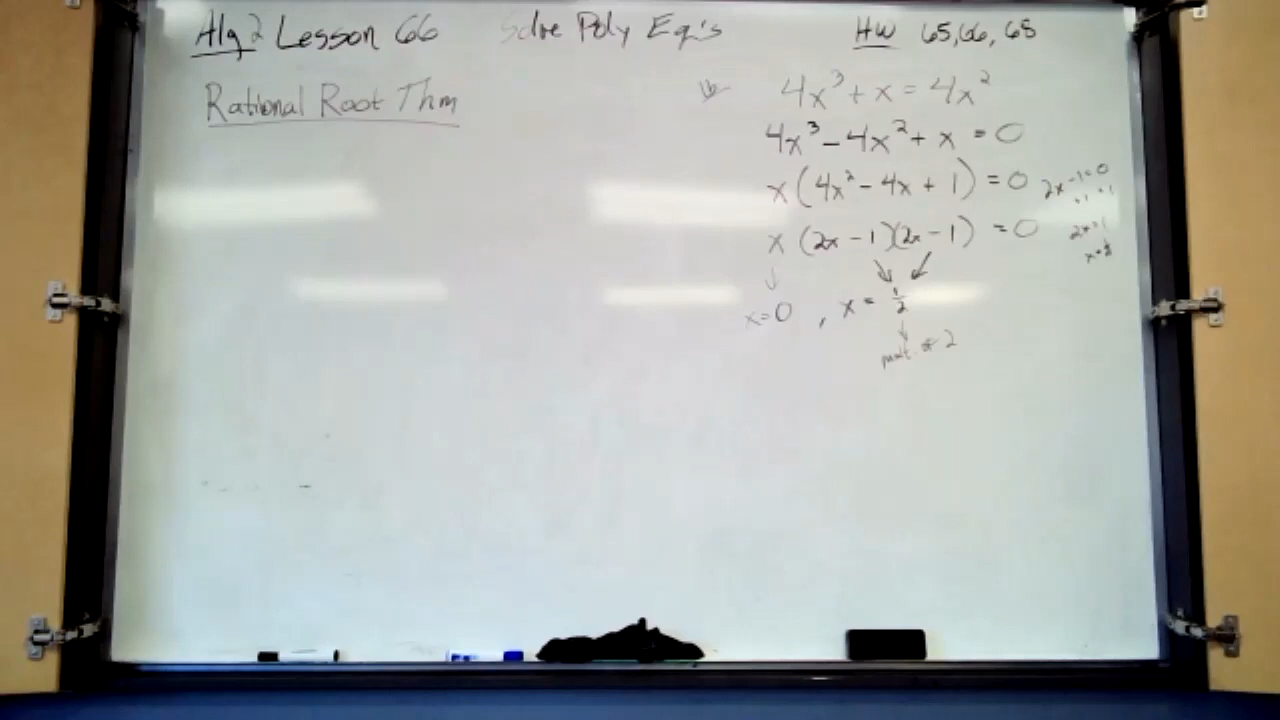 Alg 2 Lesson 66 Solve Poly Eq's HW 65,66,68
Rational Root Thm
4x³ + x = 4x²
4x³ - 4x² + x = 0
x(4x² - 4x + 1) = 0
2x - 1 = 0
+1 +1
x(2x - 1)(2x - 1) = 0
2x = 1
x = ½
x = 0, x = ½
mult. of 2